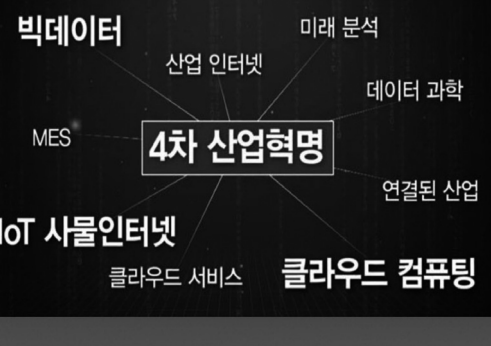 빅데이터
미래 분석
산업 인터넷
데이터 과학
MES
4차 산업혁명
연결된 산업
IoT 사물인터넷
클라우드 서비스
클라우드 컴퓨팅